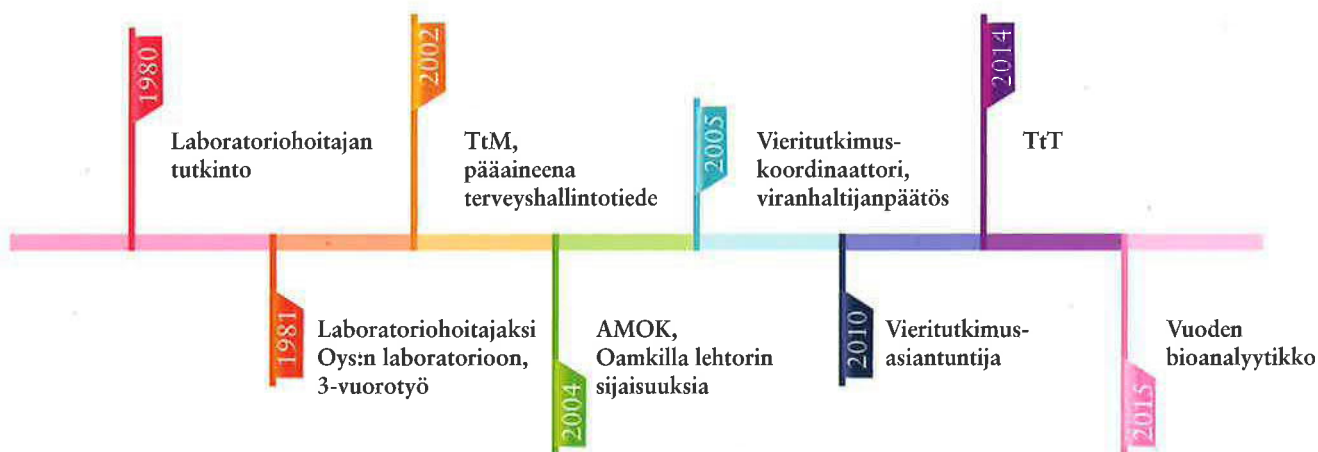 1980
Laboratoriohoitajan
tutkinto
1981
Laboratoriohoitajaksi
Oys:n laboratorioon,
3-vuorotyö
2002
TtM,
pääaineena
terveyshallintotiede
2004
AMOK,
Oamkilla lehtorin
sijaisuuksia
2005
Vieritutkimus-
koordinaattori,
viranhaltijanpäätös
2010
Vieritutkimus-
asiantuntija
2014
TtT
2015
Vuoden
bioanalyytikko